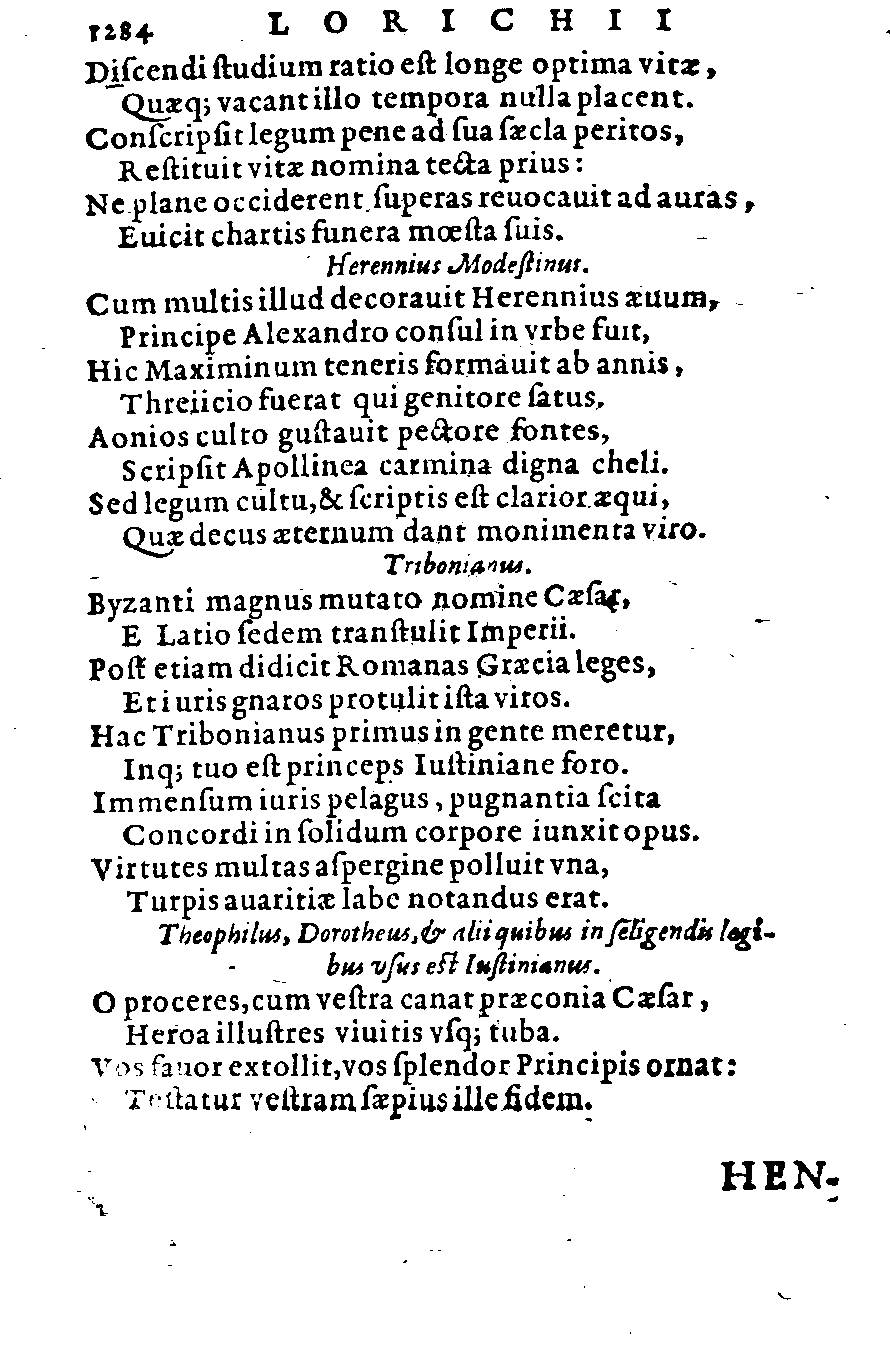 1284 LORICHII
Diſcendi ſtudium ratio eſt longe optima vitæ,
Quæq; vacant illo tempora nulla placent.
Conſcripſit legum pene ad ſua ſæcla peritos,
Reſtituit vitæ nomina tecta prius:
Ne plane occiderent ſuperas reuocauit ad auras,
Euicit chartis funera mœſta ſuis.
Herennius Modeſtinus.
Cum multis illud decorauit Herennius æuum,
Principe Alexandro conſul in vrbe fuit,
Hic Maximinum teneris formauit ab annis,
Threiicio fuerat qui genitore ſatus,
Aonios culto guſtauit pectore fontes,
Scripſit Apollinea carmina digna cheli.
Sed legum cultu, & ſcriptis eſt clarior æqui,
Quæ decus æternum dant monimenta viro.
Tribonianus.
Byzanti magnus mutato nomine Cæſar,
E Latio ſedem tranſtulit Imperii.
Poſt etiam didicit Romanas Græcia leges,
Et iuris gnaros protulit iſta viros.
Hac Tribonianus primus in gente meretur,
Inq; tuo eſt princeps Iuſtiniane foro.
Immenſum iuris pelagus, pugnantia ſcita
Concordi in ſolidum corpore iunxit opus.
Virtutes multas aſpergine polluit vna,
Turpis auaritiæ labe notandus erat.
Theophilus, Dorotheus, & alii quibus in ſeligendis legi-
bus vſus eſt Iuſtinianus.
O proceres, cum veſtra canat præconia Cæſar,
Heroa illuſtres viuitis vſq; tuba.
Vos fauor extollit, vos ſplendor Principis ornat:
Teſtatur veſtram ſæpius ille fidem.
HEN-